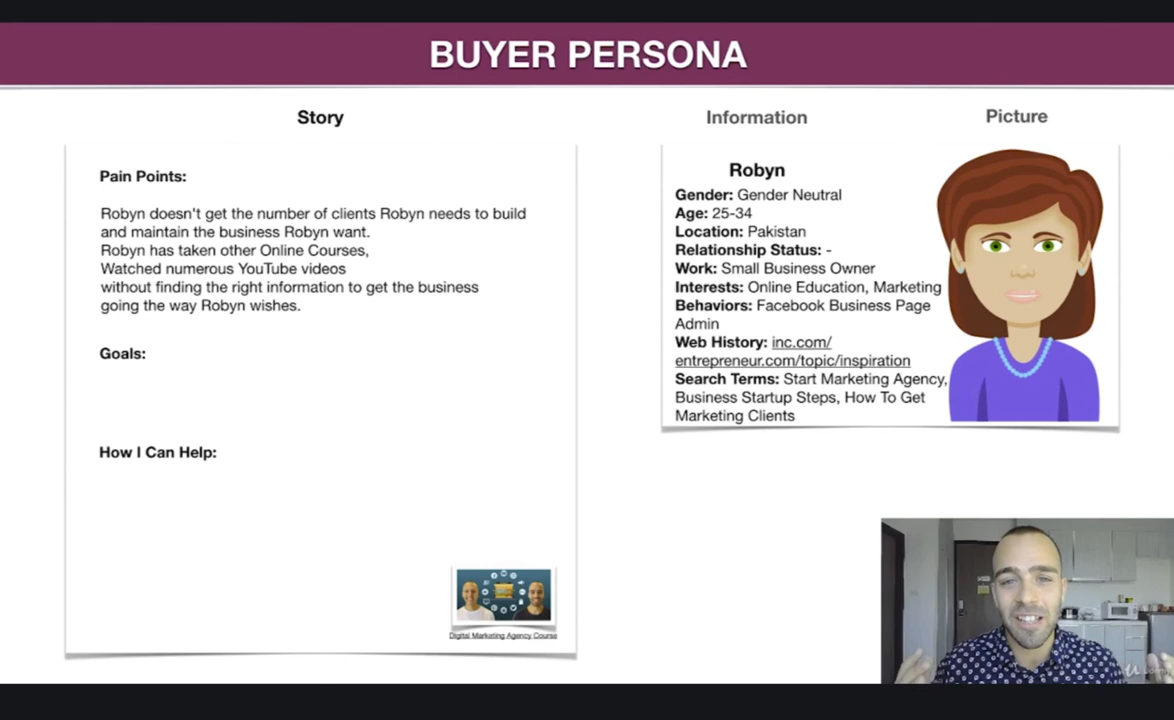 BUYER PERSONA
Story
Pain Points:
Robyn doesn't get the number of clients Robyn needs to build
and maintain the business Robyn want.
Robyn has taken other Online Courses,
Watched numerous YouTube videos
without finding the right information to get the business
going the way Robyn wishes.
Goals:
How I Can Help:
Digital Marketing Agency Course
Information
Picture
Robyn
Gender: Gender Neutral
Age: 25-34
Location: Pakistan
Relationship Status: -
Work: Small Business Owner
Interests: Online Education, Marketing
Behaviors: Facebook Business Page
Admin
Web History: inc.com/
entrepreneur.com/topic/inspiration
Search Terms: Start Marketing Agency,
Business Startup Steps, How To Get
Marketing Clients